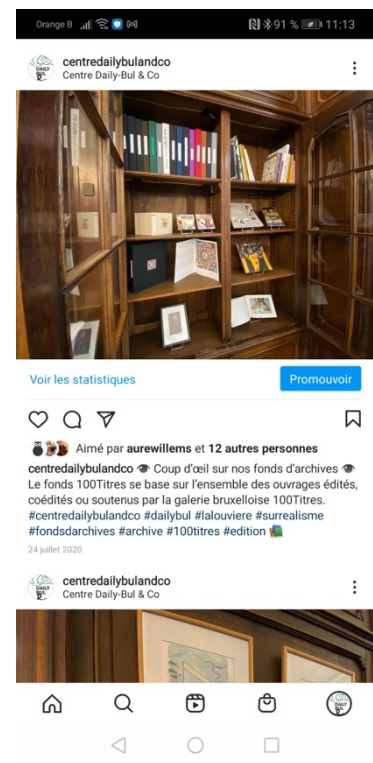 Orange B
91 %
11:13
centredailybulandco
Centre Daily-Bul & Co
Voir les statistiques
Promouvoir
Aimé par aurewillems et 12 autres personnes
centredailybulandco 👁 Coup d'œil sur nos fonds d'archives 👁
Le fonds 100Titres se base sur l'ensemble des ouvrages édités,
coédités ou soutenus par la galerie bruxelloise 100Titres.
#centredailybulandco #dailybul #lalouviere #surrealisme
#fondsdarchives #archive #100titres #edition 📚
24 juillet 2020
centredailybulandco
Centre Daily-Bul & Co